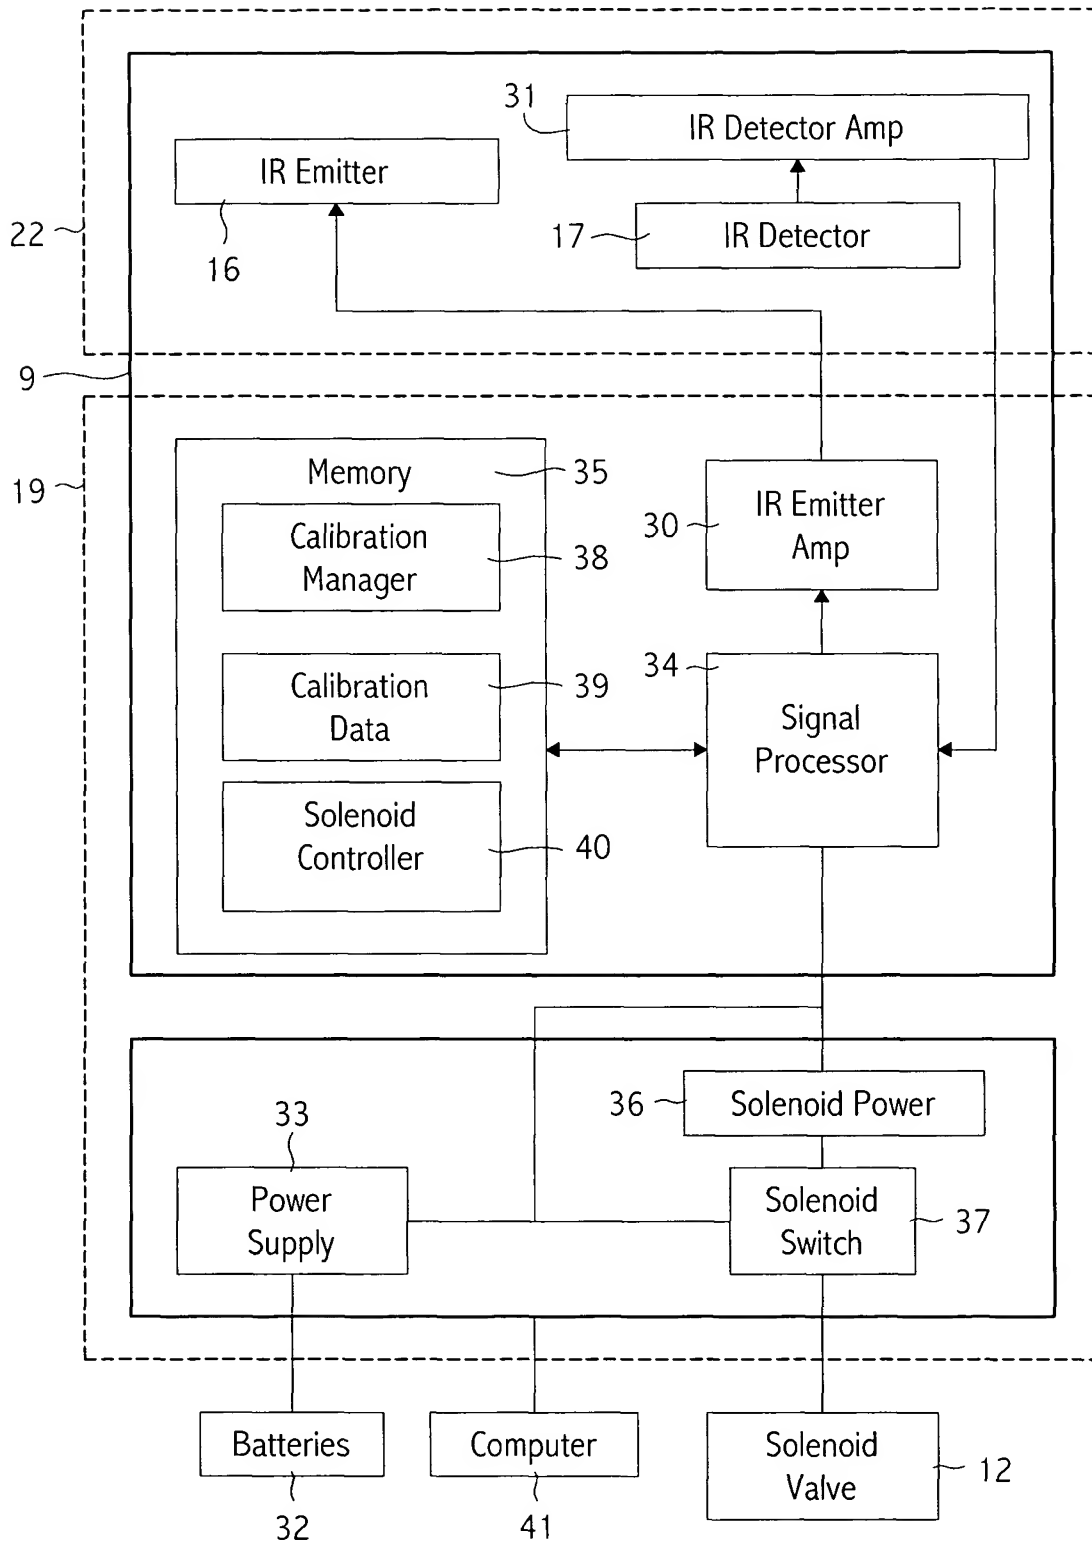 31
IR Detector Amp
IR Emitter
22
16
17
IR Detector
9
19
Memory
35
Calibration
Manager
38
30
IR Emitter
Amp
Calibration
Data
39
34
Signal
Processor
Solenoid
Controller
40
36
Solenoid Power
33
Power
Supply
Solenoid
Switch
37
Batteries
32
Computer
41
Solenoid
Valve
12